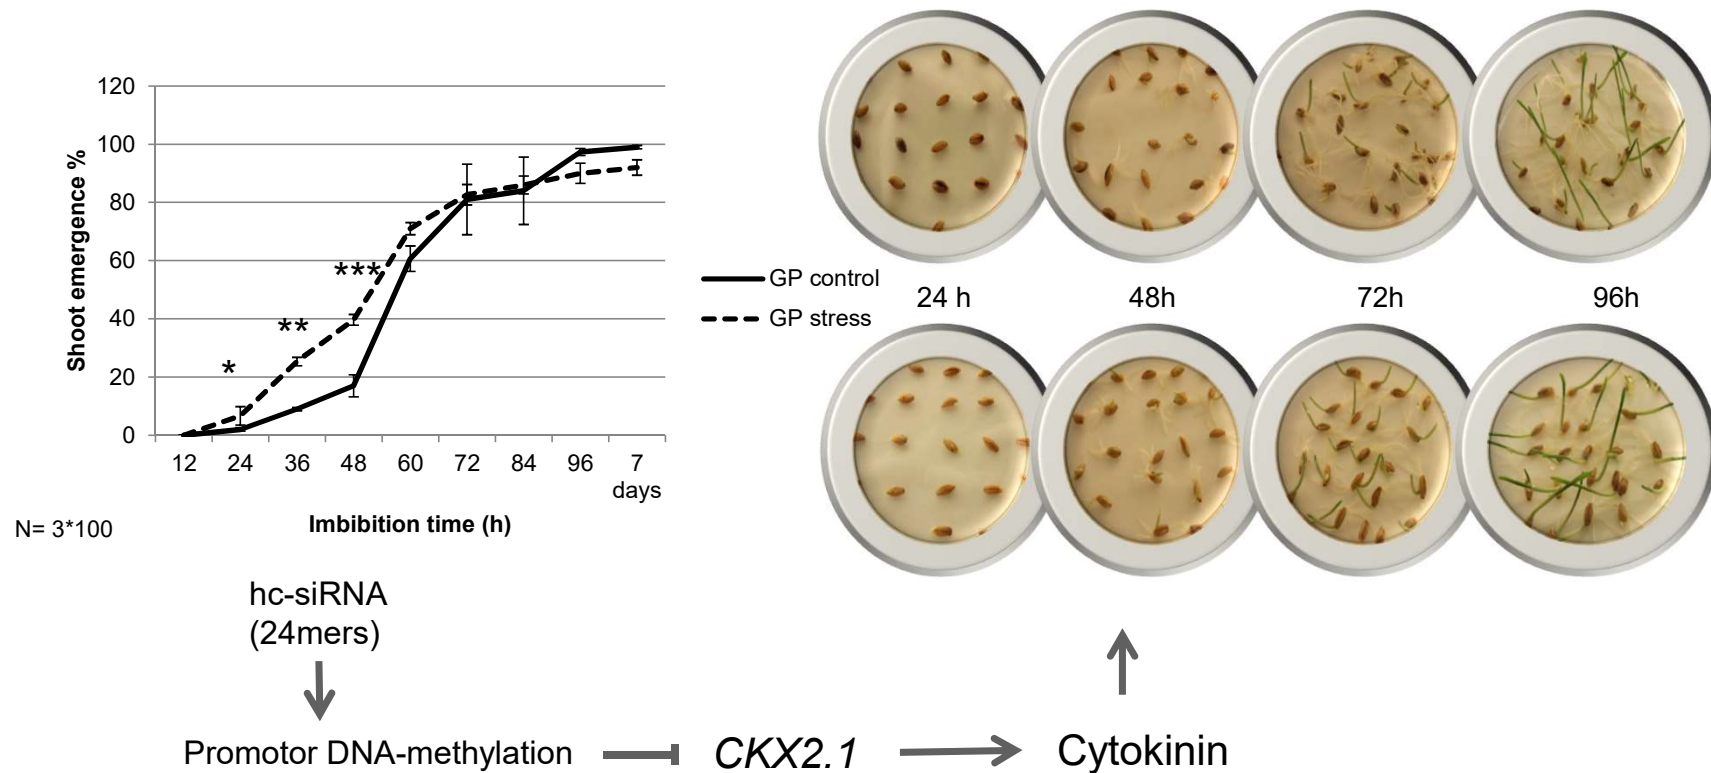 120
100
80
60
40
20
0
Shoot emergence %
*
**
***
12 24 36 48 60 72 84 96 7
days
Imbibition time (h)
N= 3*100
GP control
GP stress
24 h 48h 72h 96h
hc-siRNA
(24mers)
Promotor DNA-methylation CKX2.1 Cytokinin